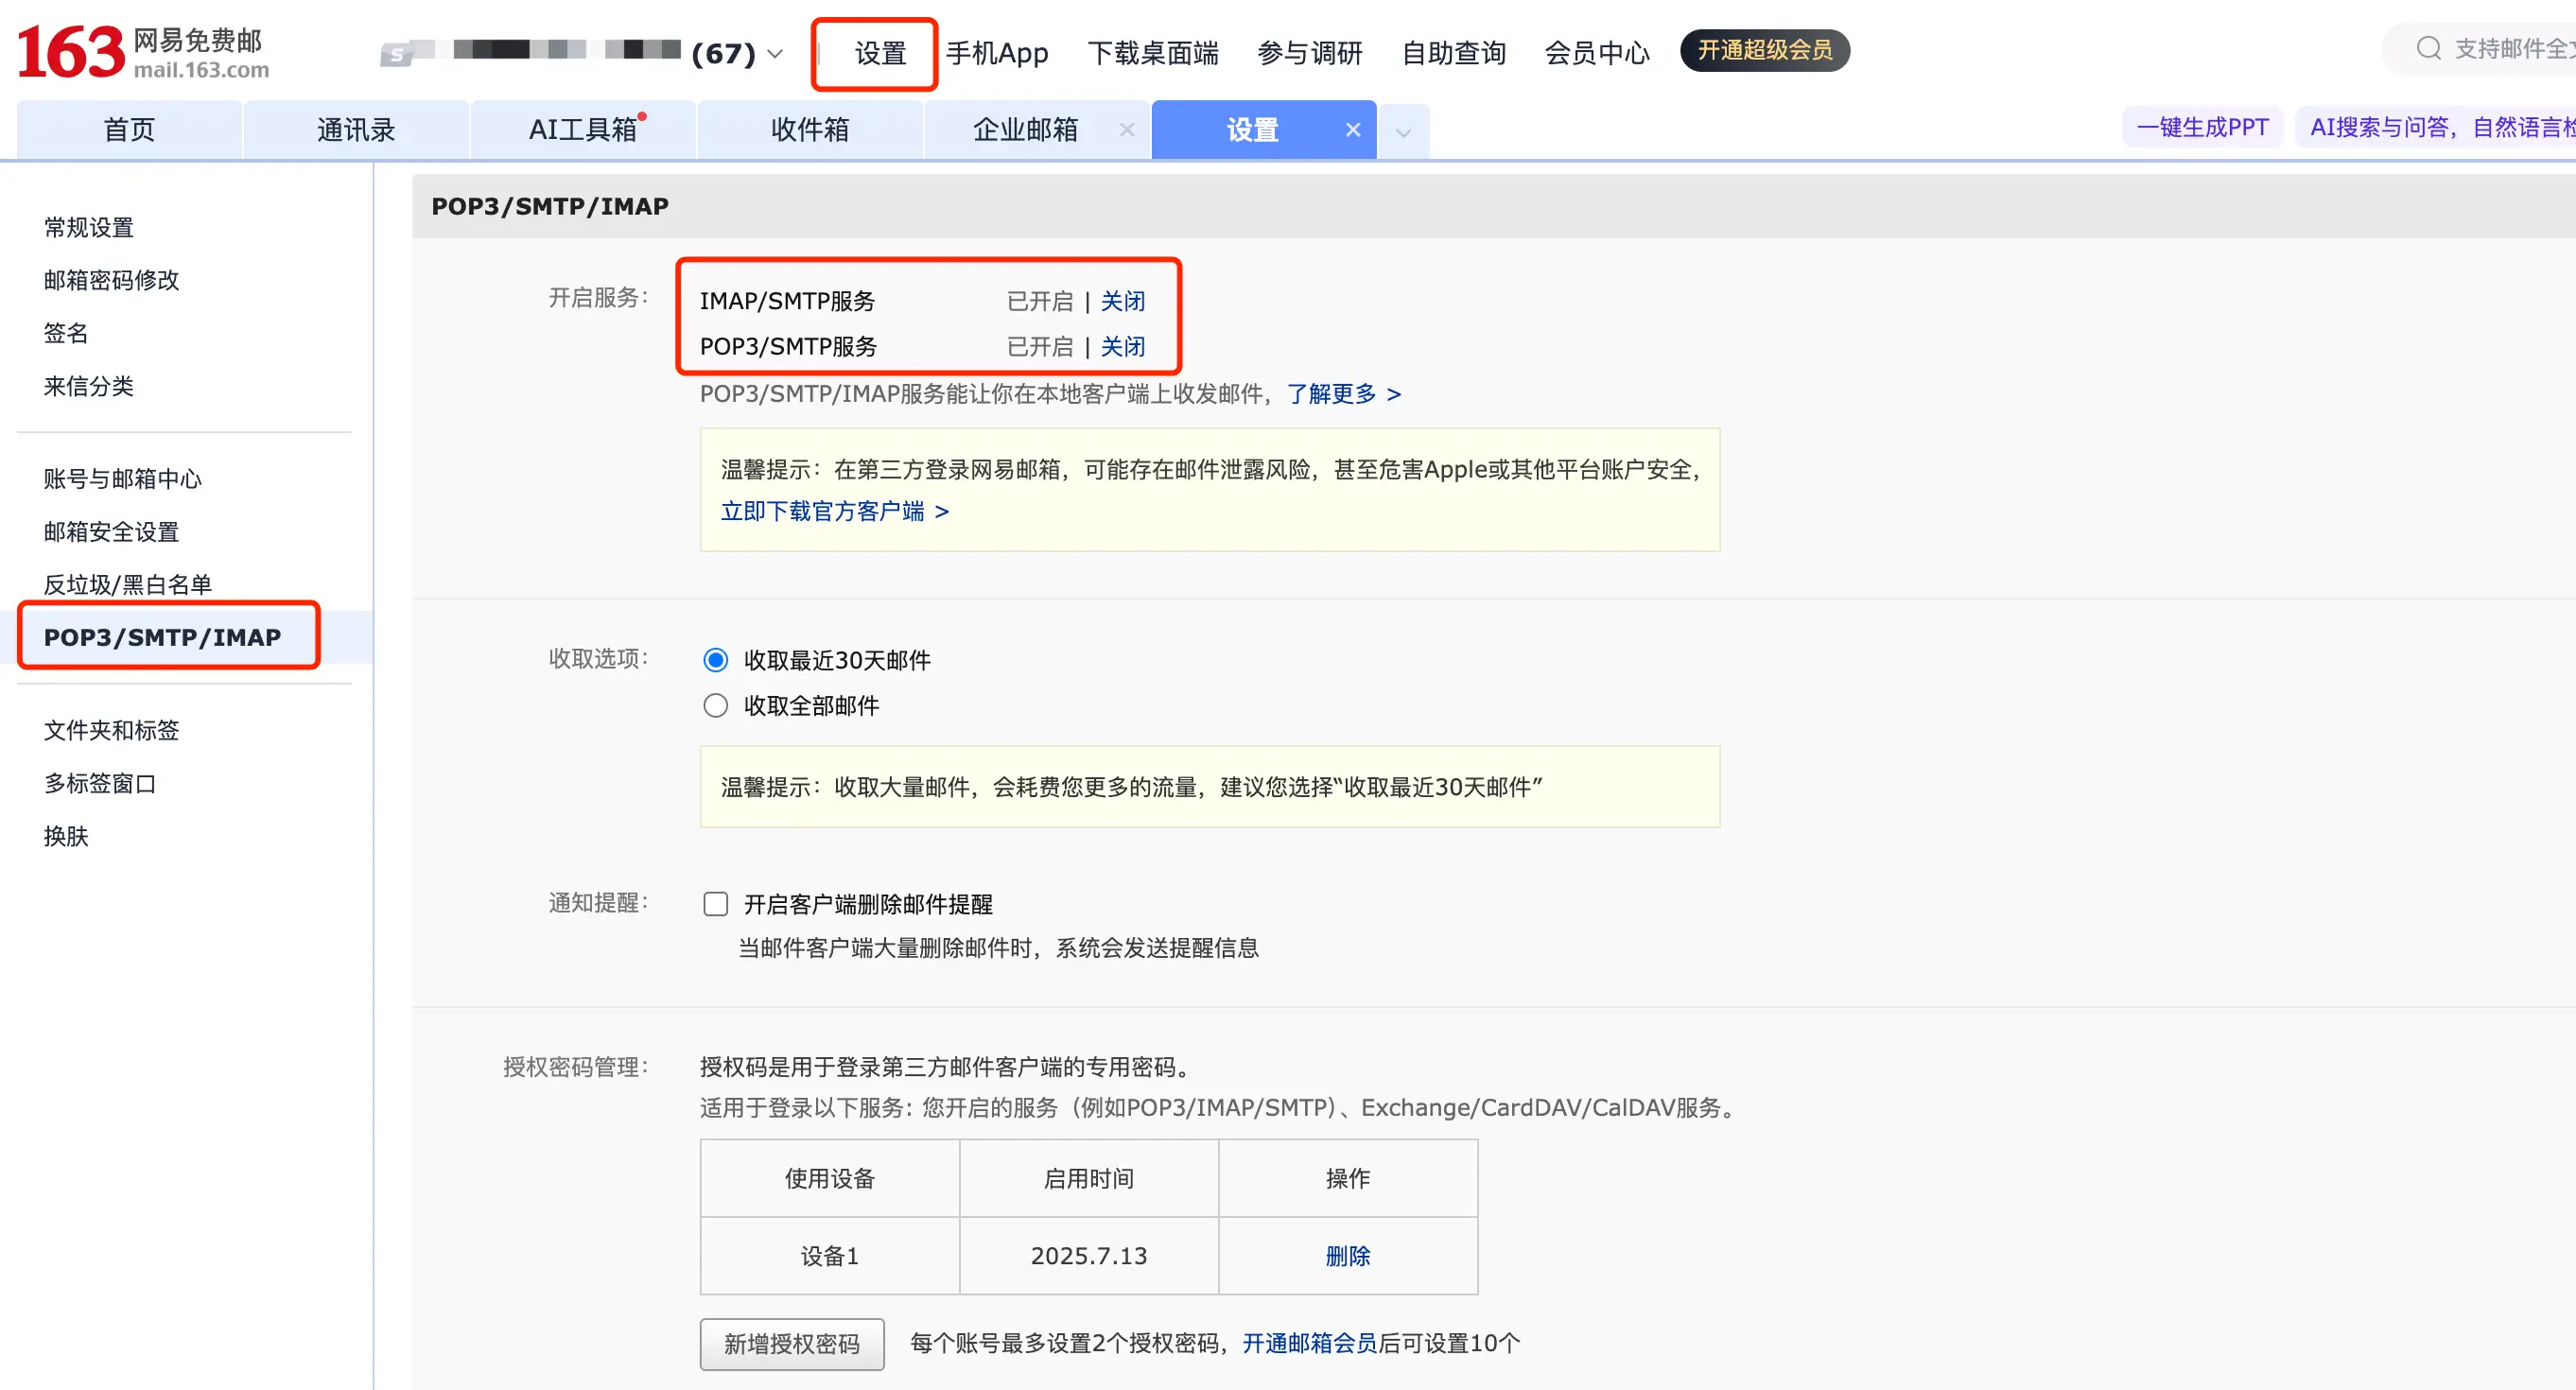 163 网易免费邮
mail.163.com
(67)
设置 手机App 下载桌面端 参与调研 自助查询 会员中心 开通超级会员
支持邮件全
首页 通讯录 AI工具箱 收件箱 企业邮箱 × 设置 ×
一键生成PPT AI搜索与问答，自然语言
常规设置
邮箱密码修改
签名
来信分类
账号与邮箱中心
邮箱安全设置
反垃圾/黑白名单
POP3/SMTP/IMAP
文件夹和标签
多标签窗口
换肤
POP3/SMTP/IMAP
开启服务：
IMAP/SMTP服务 已开启 | 关闭
POP3/SMTP服务 已开启 | 关闭
POP3/SMTP/IMAP服务能让你在本地客户端上收发邮件，了解更多 >
温馨提示：在第三方登录网易邮箱，可能存在邮件泄露风险，甚至危害Apple或其他平台账户安全，
立即下载官方客户端 >
收取选项：
收取最近30天邮件
收取全部邮件
温馨提示：收取大量邮件，会耗费您更多的流量，建议您选择“收取最近30天邮件”
通知提醒：
开启客户端删除邮件提醒
当邮件客户端大量删除邮件时，系统会发送提醒信息
授权密码管理：
授权码是用于登录第三方邮件客户端的专用密码。
适用于登录以下服务：您开启的服务（例如POP3/IMAP/SMTP）、Exchange/CardDAV/CalDAV服务。
使用设备 启用时间 操作
设备1 2025.7.13 删除
新增授权密码 每个账号最多设置2个授权密码，开通邮箱会员后可设置10个